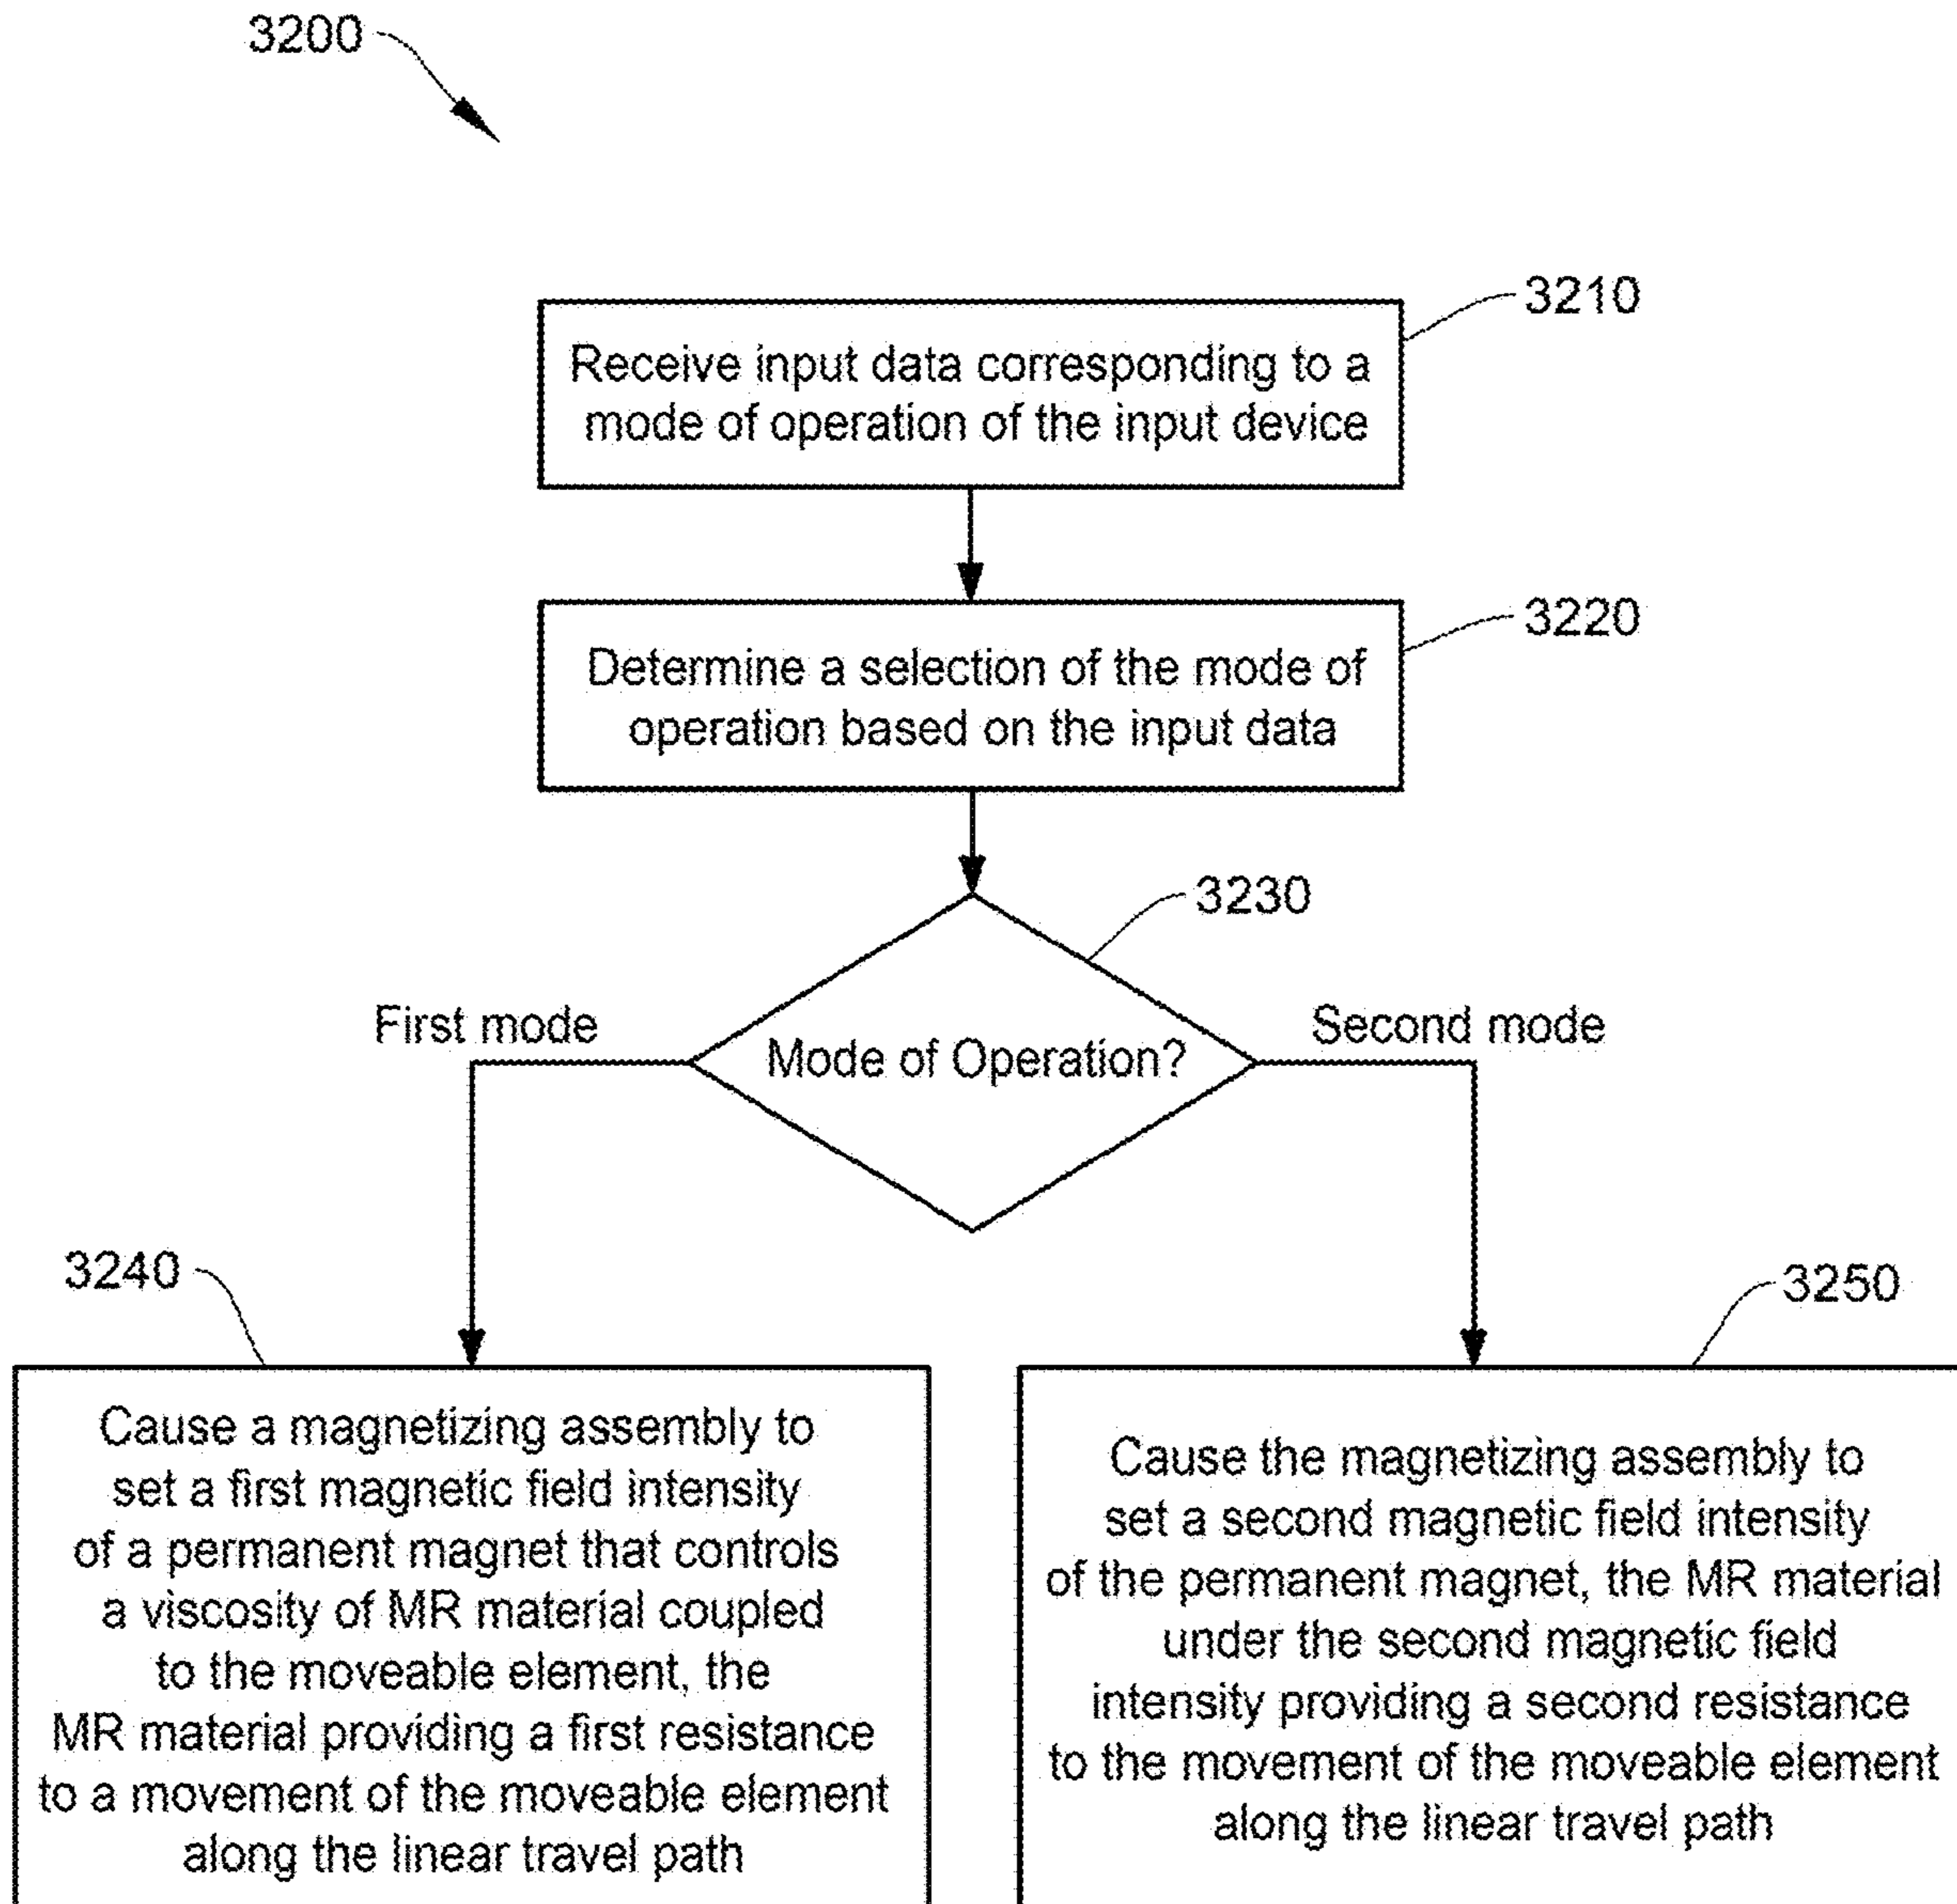 3200
3210
Receive input data corresponding to a
mode of operation of the input device
3220
Determine a selection of the mode of
operation based on the input data
3230
First mode
Mode of Operation?
Second mode
3240
3250
Cause a magnetizing assembly to
set a first magnetic field intensity
of a permanent magnet that controls
a viscosity of MR material coupled
to the moveable element, the
MR material providing a first resistance
to a movement of the moveable element
along the linear travel path
Cause the magnetizing assembly to
set a second magnetic field intensity
of the permanent magnet, the MR material
under the second magnetic field
intensity providing a second resistance
to the movement of the moveable element
along the linear travel path